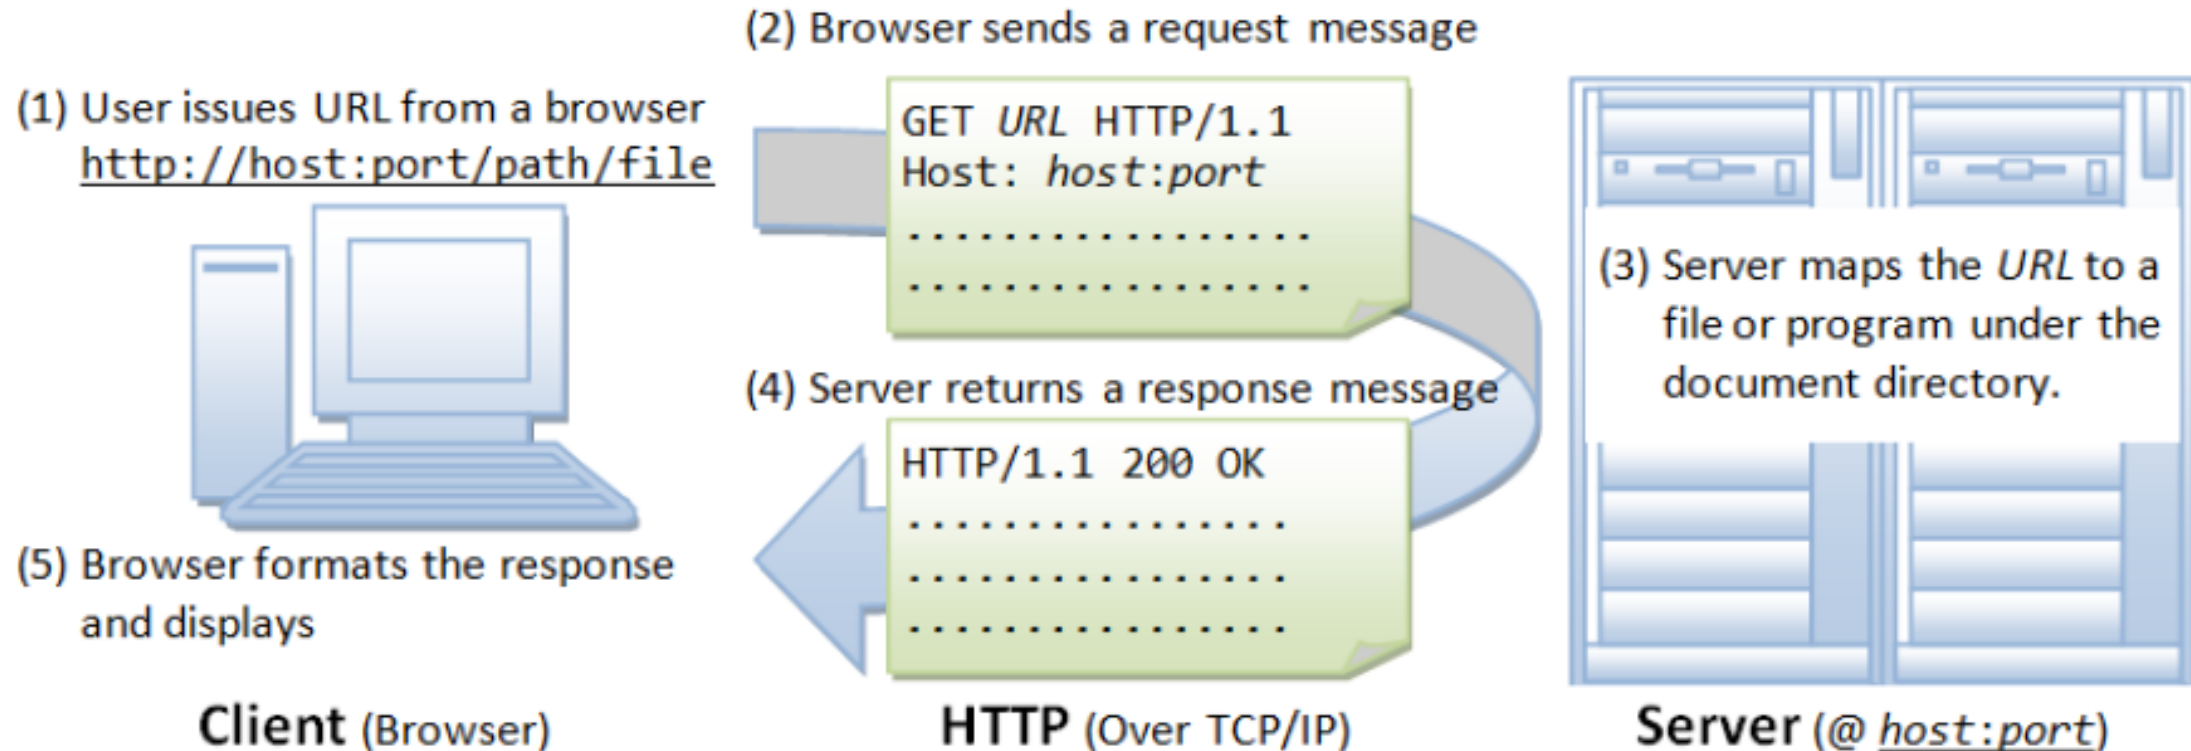 (2) Browser sends a request message
(1) User issues URL from a browser
http://host:port/path/file
GET URL HTTP/1.1
Host: host:port
..................
..................
(3) Server maps the URL to a
file or program under the
document directory.
(4) Server returns a response message
HTTP/1.1 200 OK
................
................
................
(5) Browser formats the response
and displays
Client (Browser)
HTTP (Over TCP/IP)
Server (@ host:port)